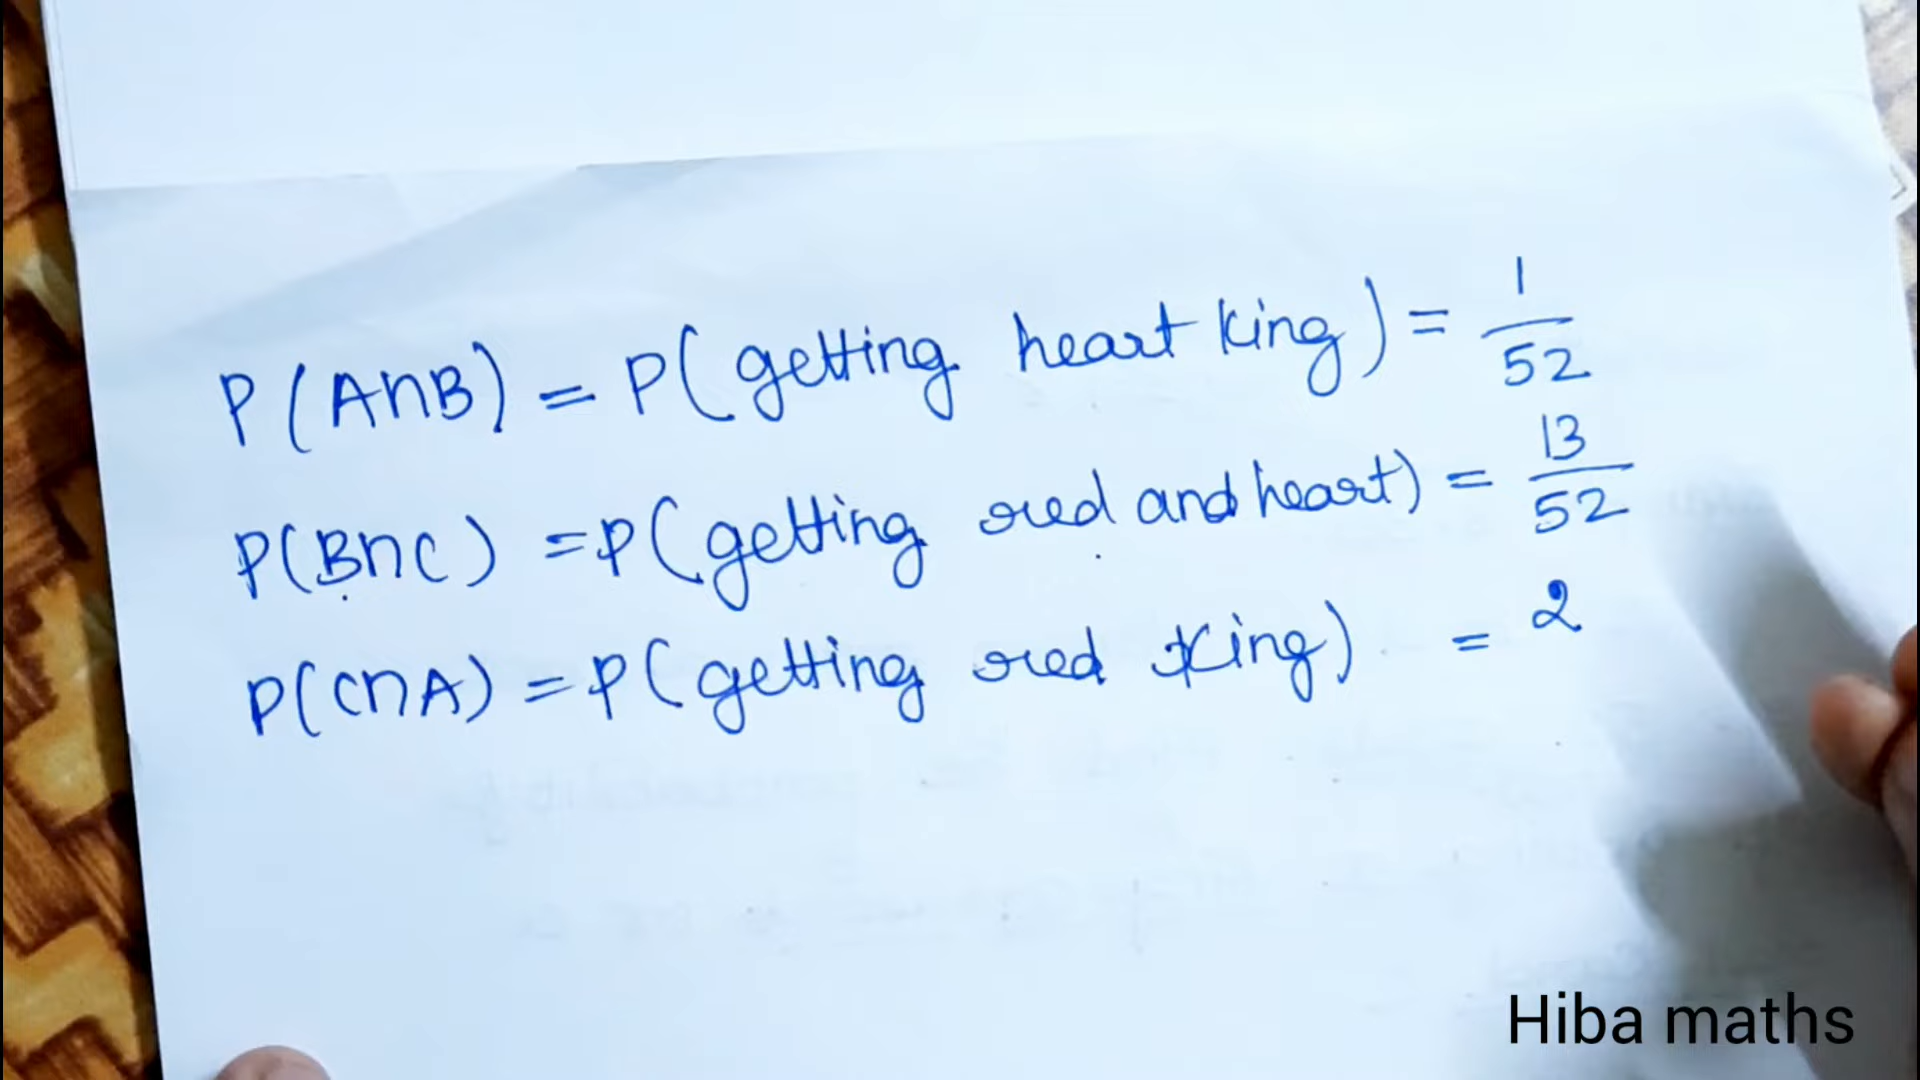 P(A∩B) = P(getting heart king) = 1/52
P(B∩C) = P(getting red and heart) = 13/52
P(C∩A) = P(getting red King) = 2
Hiba maths